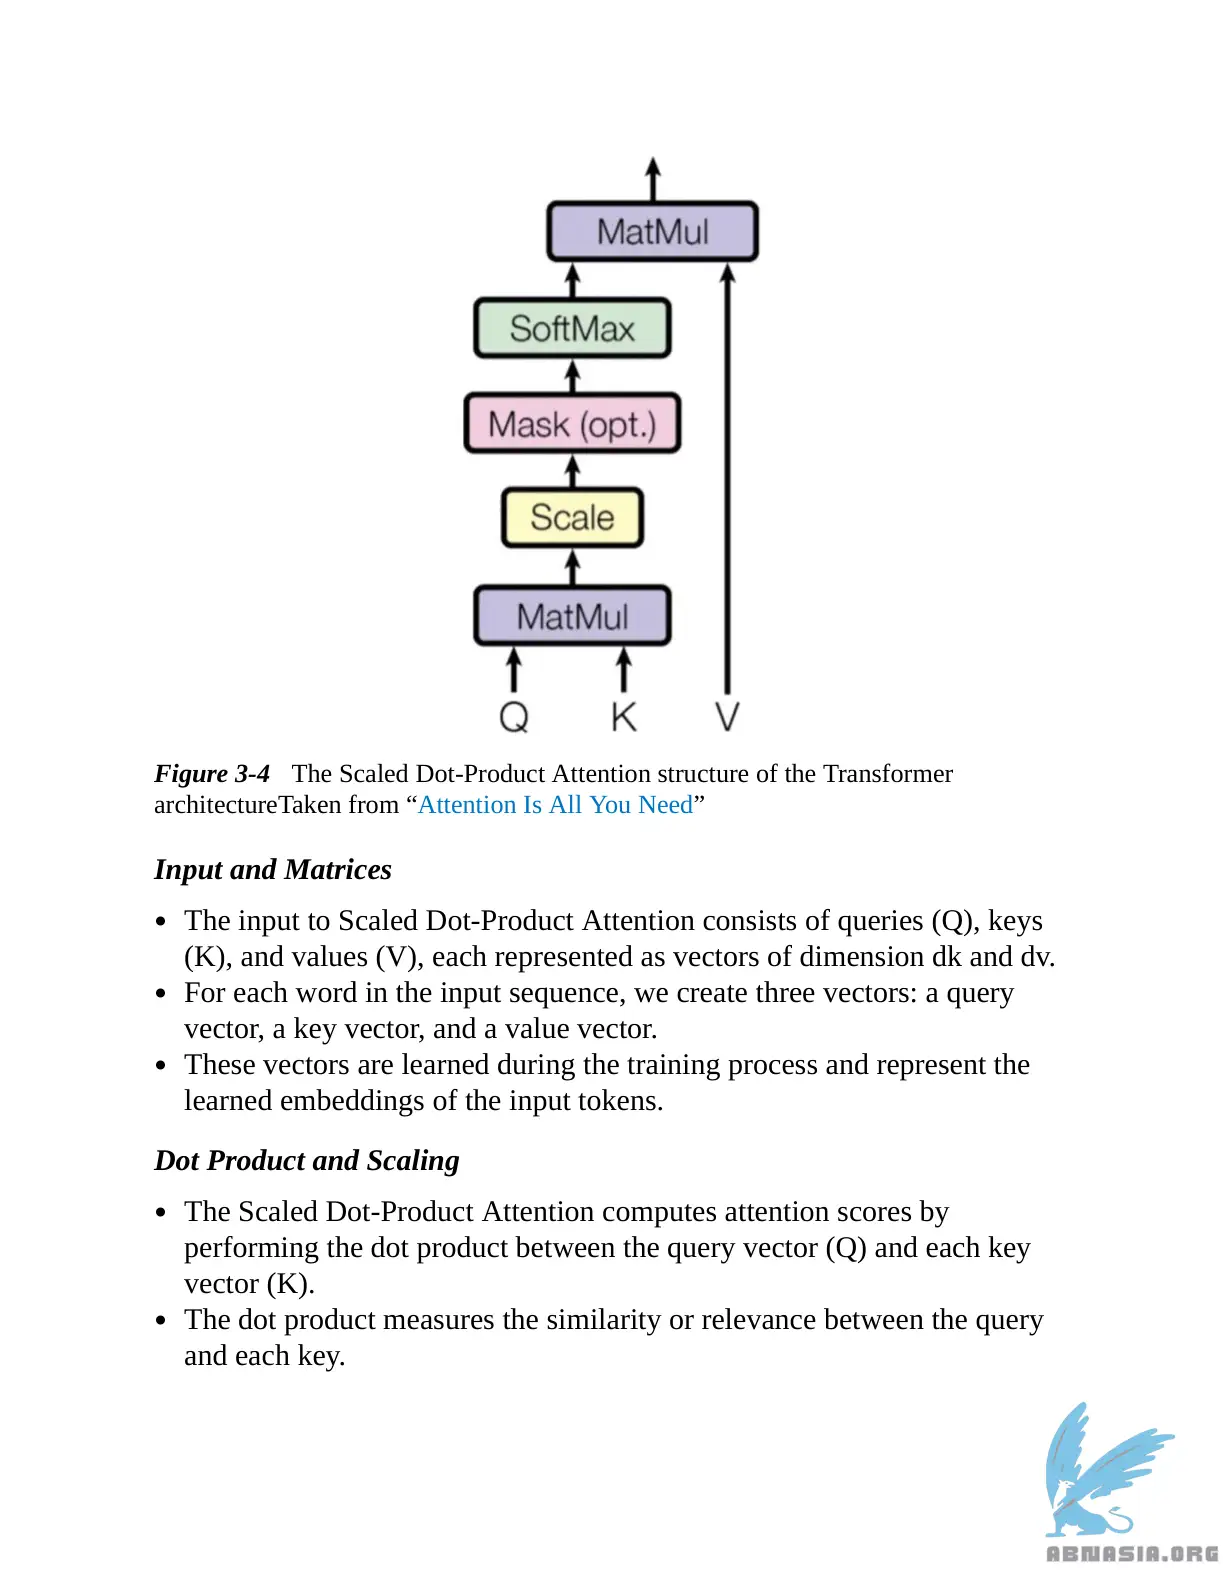 MatMul
SoftMax
Mask (opt.)
Scale
MatMul
Q K V
Figure 3-4 The Scaled Dot-Product Attention structure of the Transformer
architectureTaken from “Attention Is All You Need”
Input and Matrices
• The input to Scaled Dot-Product Attention consists of queries (Q), keys
(K), and values (V), each represented as vectors of dimension dk and dv.
• For each word in the input sequence, we create three vectors: a query
vector, a key vector, and a value vector.
• These vectors are learned during the training process and represent the
learned embeddings of the input tokens.
Dot Product and Scaling
• The Scaled Dot-Product Attention computes attention scores by
performing the dot product between the query vector (Q) and each key
vector (K).
• The dot product measures the similarity or relevance between the query
and each key.
ABNASIA.ORG